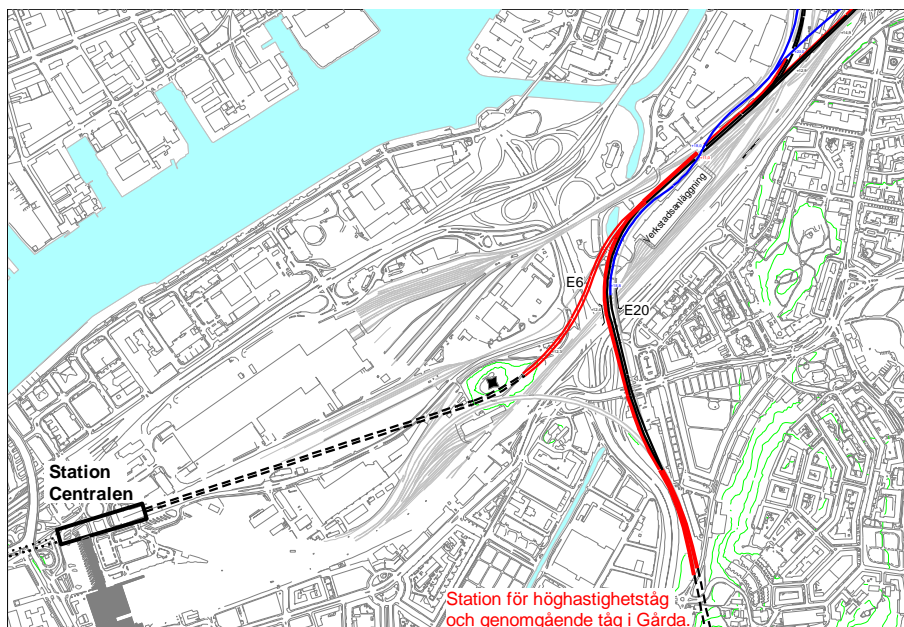 Verkstadsanläggning
E6
E20
Station
Centralen
Station för höghastighetståg
och genomgående tåg i Gårda.